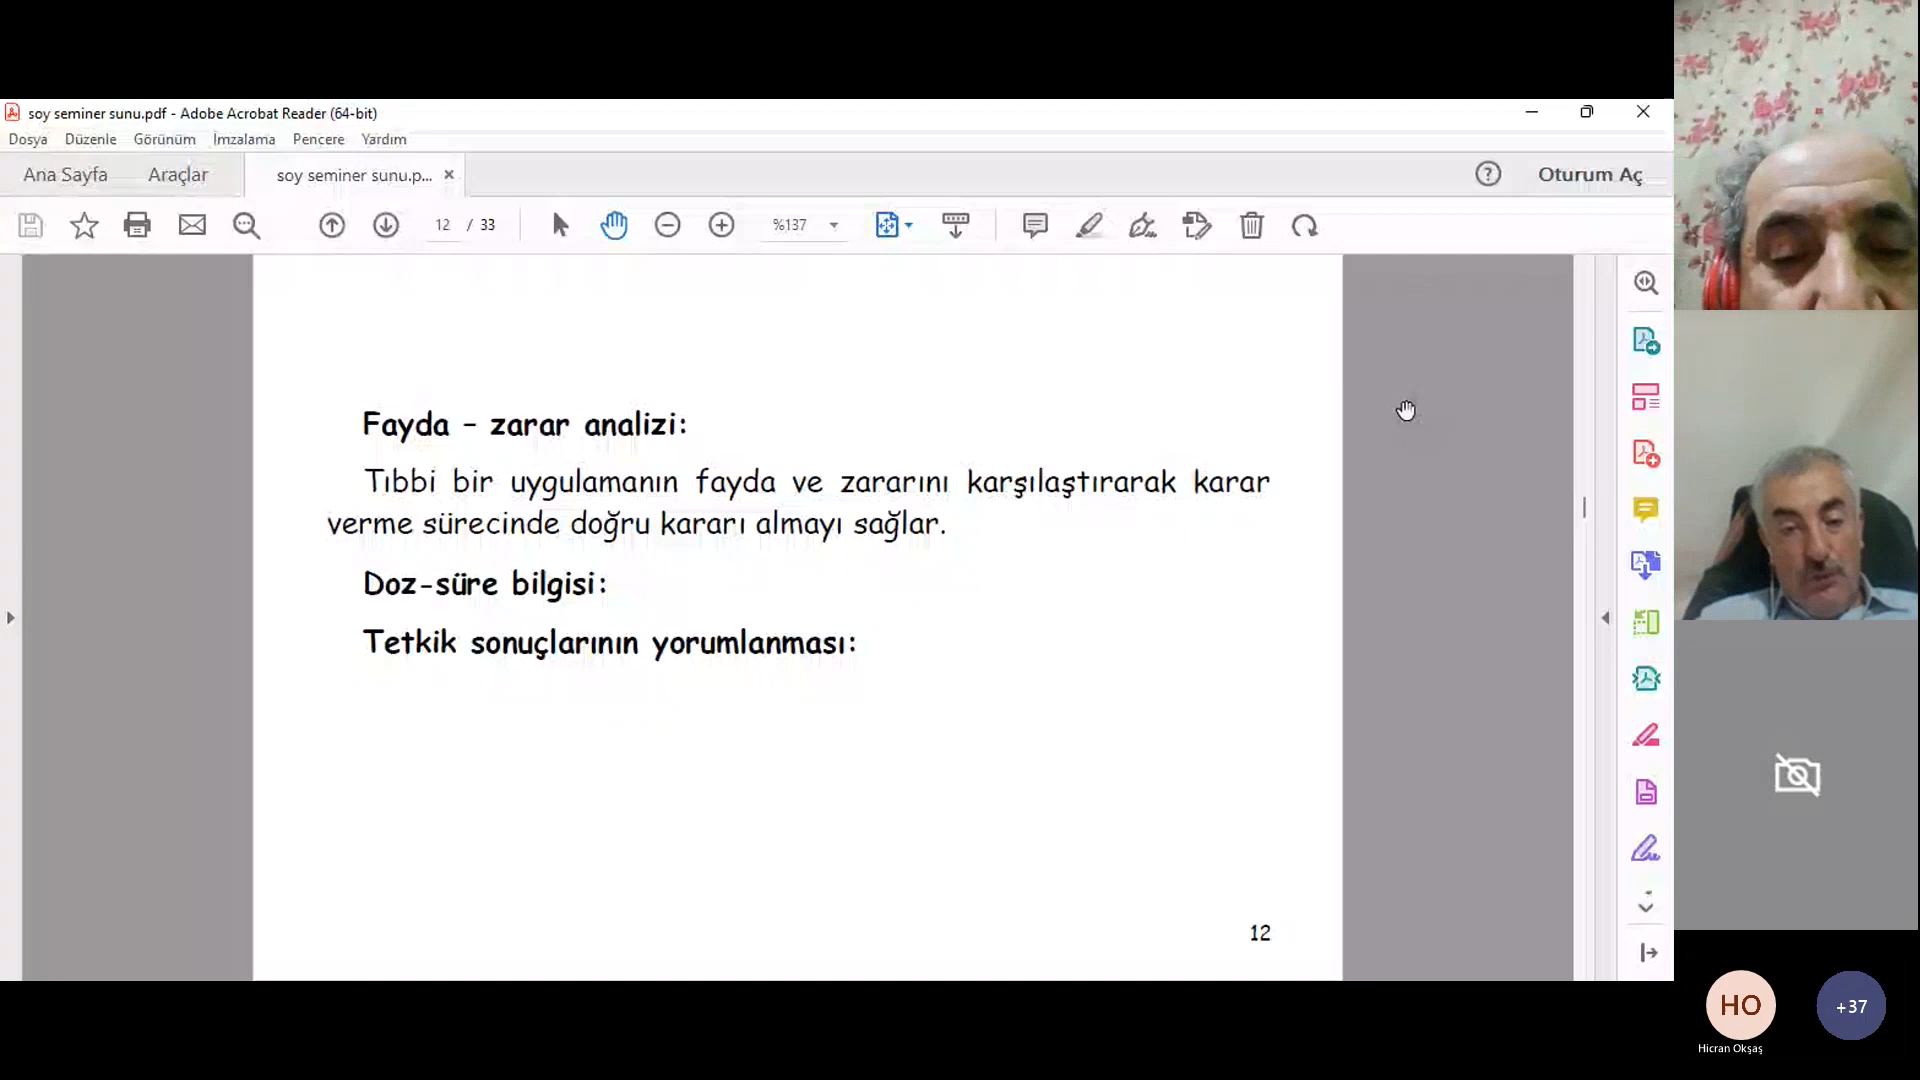 soy seminer sunu.pdf - Adobe Acrobat Reader (64-bit)
Dosya Düzenle Görünüm İmzalama Pencere Yardım
Ana Sayfa Araçlar soy seminer sunu.p... × ? Oturum Aç
12 / 33 %137
Fayda – zarar analizi:
Tıbbi bir uygulamanın fayda ve zararını karşılaştırarak karar
verme sürecinde doğru kararı almayı sağlar.
Doz-süre bilgisi:
Tetkik sonuçlarının yorumlanması:
12
HO
+37
Hicran Okşaş